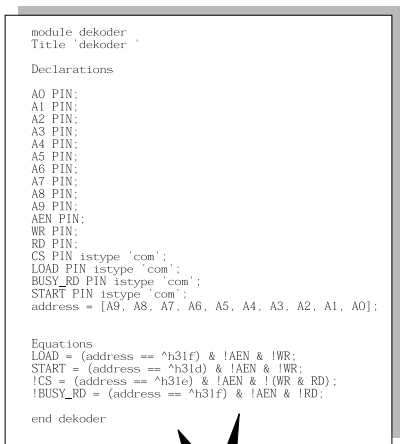 module dekoder
Title 'dekoder '
Declarations
A0 PIN;
A1 PIN;
A2 PIN;
A3 PIN;
A4 PIN;
A5 PIN;
A6 PIN;
A7 PIN;
A8 PIN;
A9 PIN;
AEN PIN;
WR PIN;
RD PIN;
CS PIN istype 'com';
LOAD PIN istype 'com';
BUSY_RD PIN istype 'com';
START PIN istype 'com';
address = [A9, A8, A7, A6, A5, A4, A3, A2, A1, A0];
Equations
LOAD = (address == ^h31f) & !AEN & !WR;
START = (address == ^h31d) & !AEN & !WR;
!CS = (address == ^h31e) & !AEN & !(WR & RD);
!BUSY_RD = (address == ^h31f) & !AEN & !RD;
end dekoder